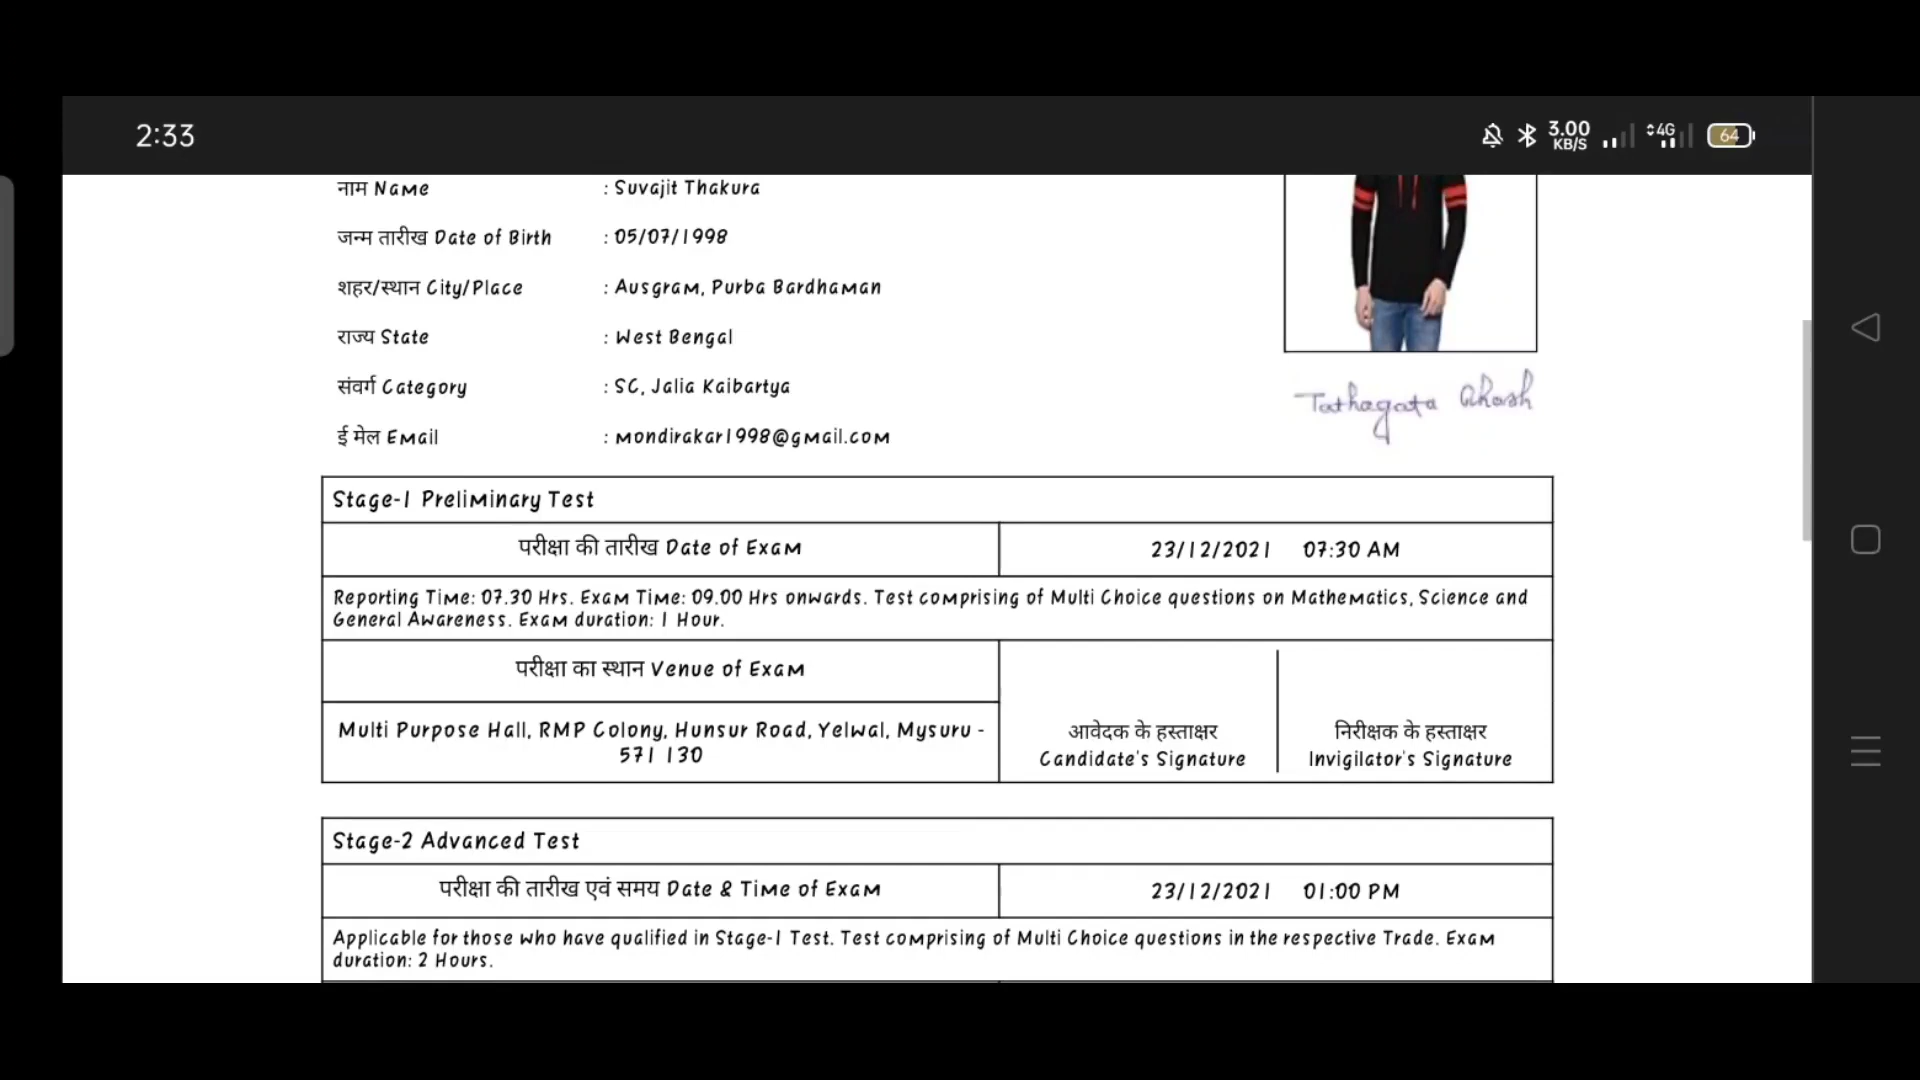 2:33
3.00 KB/S 4G 64
नाम Name : Suvajit Thakura
जन्म तारीख Date of Birth : 05/07/1998
शहर/स्थान City/Place : Ausgram, Purba Bardhaman
राज्य State : West Bengal
संवर्ग Category : SC, Jalia Kaibartya
ई मेल Email : mondirakar1998@gmail.com
Tathagata Ghosh
Stage-1 Preliminary Test
परीक्षा की तारीख Date of Exam 23/12/2021 07:30 AM
Reporting Time: 07.30 Hrs. Exam Time: 09.00 Hrs onwards. Test comprising of Multi Choice questions on Mathematics, Science and
General Awareness. Exam duration: 1 Hour.
परीक्षा का स्थान Venue of Exam
Multi Purpose Hall, RMP Colony, Hunsur Road, Yelwal, Mysuru -
571 130
आवेदक के हस्ताक्षर
Candidate's Signature
निरीक्षक के हस्ताक्षर
Invigilator's Signature
Stage-2 Advanced Test
परीक्षा की तारीख एवं समय Date & Time of Exam 23/12/2021 01:00 PM
Applicable for those who have qualified in Stage-1 Test. Test comprising of Multi Choice questions in the respective Trade. Exam
duration: 2 Hours.